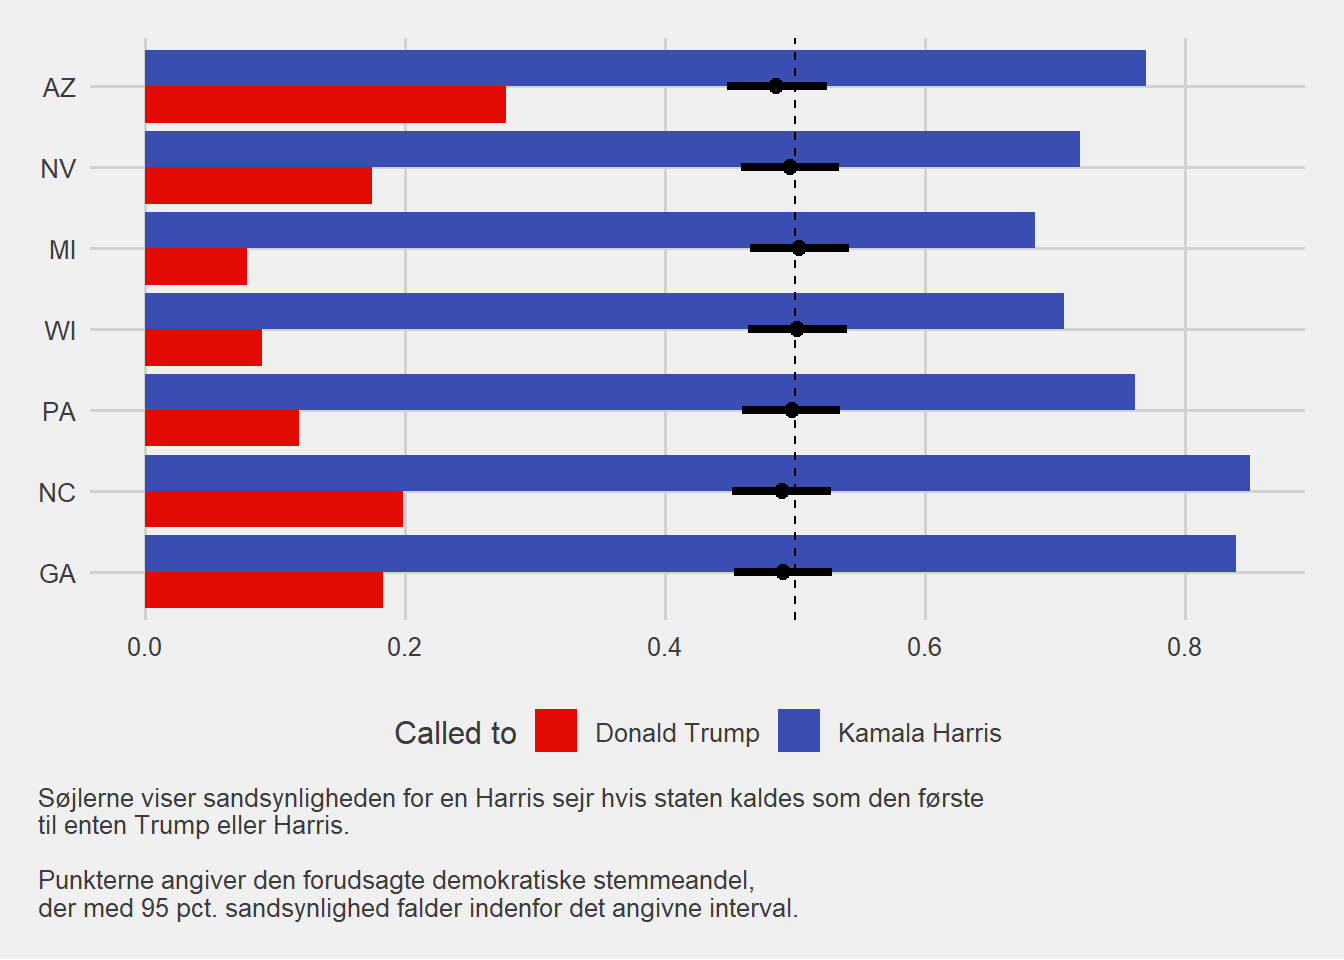 AZ
NV
MI
WI
PA
NC
GA
0.0 0.2 0.4 0.6 0.8
Called to Donald Trump Kamala Harris
Søjlerne viser sandsynligheden for en Harris sejr hvis staten kaldes som den første
til enten Trump eller Harris.
Punkterne angiver den forudsagte demokratiske stemmeandel,
der med 95 pct. sandsynlighed falder indenfor det angivne interval.